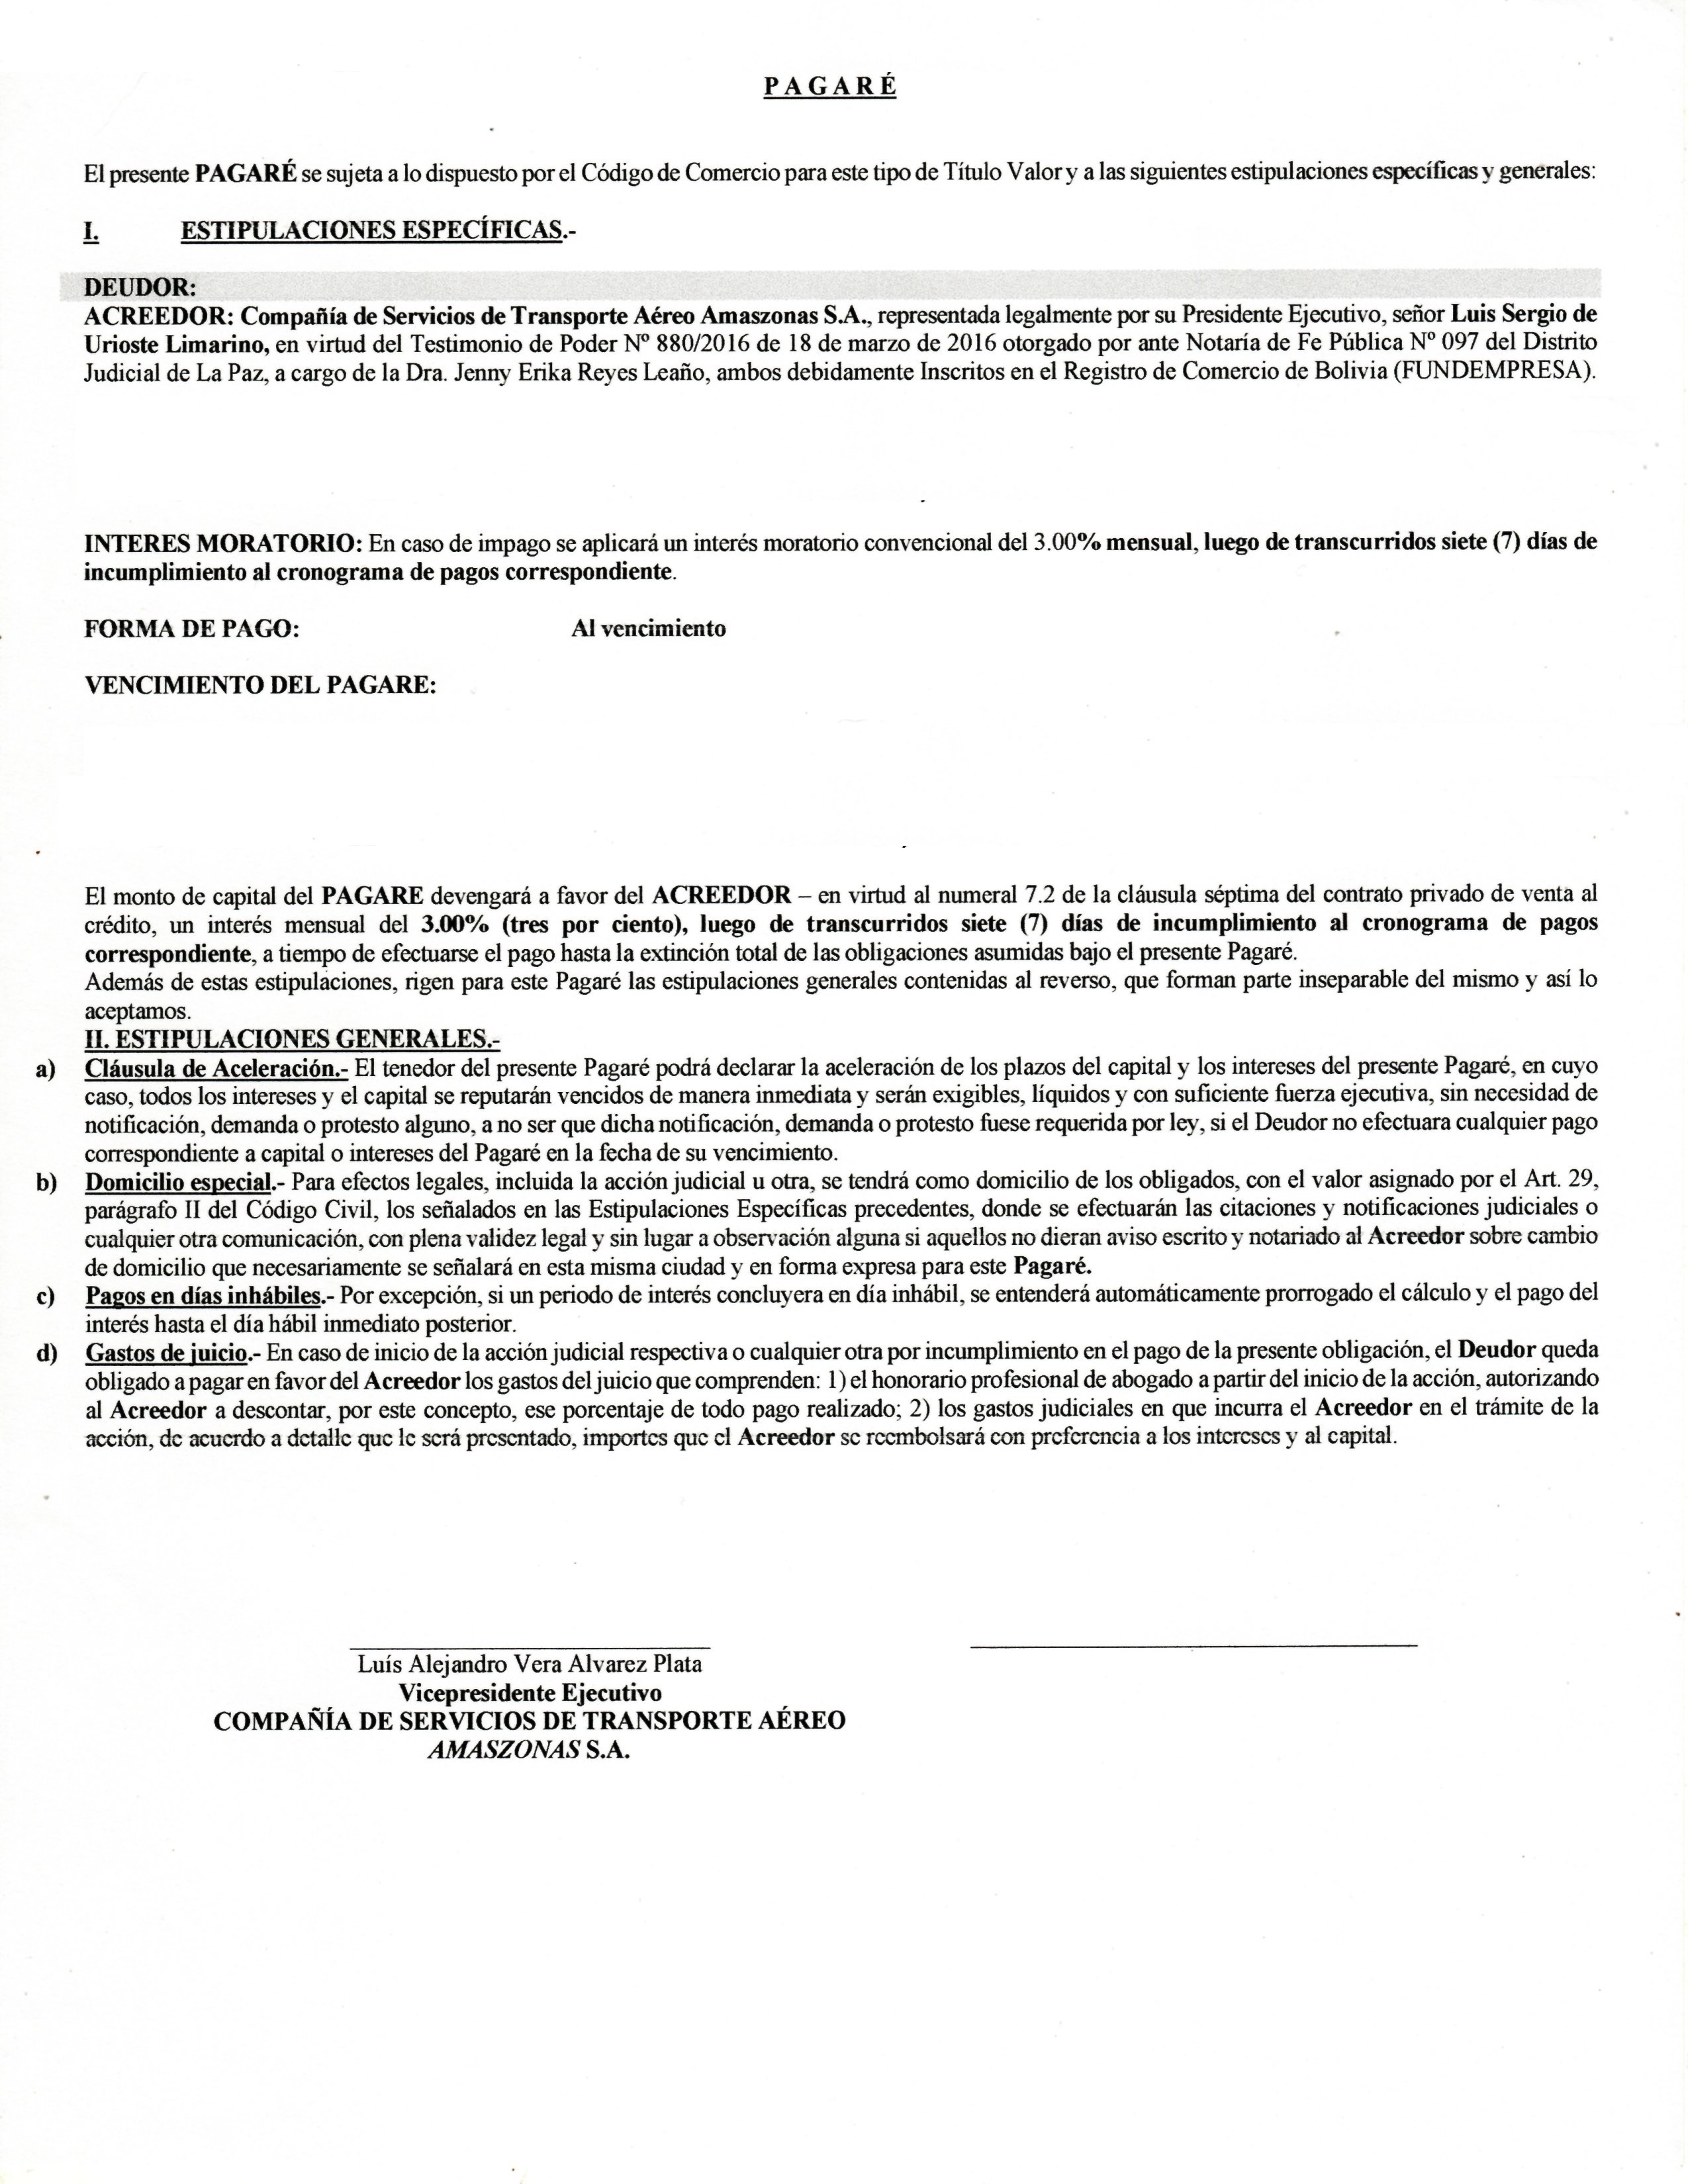 PAGARÉ
El presente PAGARÉ se sujeta a lo dispuesto por el Código de Comercio para este tipo de Título Valor y a las siguientes estipulaciones específicas y generales:
I. ESTIPULACIONES ESPECÍFICAS.-
DEUDOR:
ACREEDOR: Compañía de Servicios de Transporte Aéreo Amaszonas S.A., representada legalmente por su Presidente Ejecutivo, señor Luis Sergio de
Urioste Limarino, en virtud del Testimonio de Poder Nº 880/2016 de 18 de marzo de 2016 otorgado por ante Notaría de Fe Pública Nº 097 del Distrito
Judicial de La Paz, a cargo de la Dra. Jenny Erika Reyes Leaño, ambos debidamente Inscritos en el Registro de Comercio de Bolivia (FUNDEMPRESA).
INTERES MORATORIO: En caso de impago se aplicará un interés moratorio convencional del 3.00% mensual, luego de transcurridos siete (7) días de
incumplimiento al cronograma de pagos correspondiente.
FORMA DE PAGO: Al vencimiento
VENCIMIENTO DEL PAGARE:
El monto de capital del PAGARE devengará a favor del ACREEDOR – en virtud al numeral 7.2 de la cláusula séptima del contrato privado de venta al
crédito, un interés mensual del 3.00% (tres por ciento), luego de transcurridos siete (7) días de incumplimiento al cronograma de pagos
correspondiente, a tiempo de efectuarse el pago hasta la extinción total de las obligaciones asumidas bajo el presente Pagaré.
Además de estas estipulaciones, rigen para este Pagaré las estipulaciones generales contenidas al reverso, que forman parte inseparable del mismo y así lo
aceptamos.
II. ESTIPULACIONES GENERALES.-
a) Cláusula de Aceleración.- El tenedor del presente Pagaré podrá declarar la aceleración de los plazos del capital y los intereses del presente Pagaré, en cuyo
caso, todos los intereses y el capital se reputarán vencidos de manera inmediata y serán exigibles, líquidos y con suficiente fuerza ejecutiva, sin necesidad de
notificación, demanda o protesto alguno, a no ser que dicha notificación, demanda o protesto fuese requerida por ley, si el Deudor no efectuara cualquier pago
correspondiente a capital o intereses del Pagaré en la fecha de su vencimiento.
b) Domicilio especial.- Para efectos legales, incluida la acción judicial u otra, se tendrá como domicilio de los obligados, con el valor asignado por el Art. 29,
parágrafo II del Código Civil, los señalados en las Estipulaciones Específicas precedentes, donde se efectuarán las citaciones y notificaciones judiciales o
cualquier otra comunicación, con plena validez legal y sin lugar a observación alguna si aquellos no dieran aviso escrito y notariado al Acreedor sobre cambio
de domicilio que necesariamente se señalará en esta misma ciudad y en forma expresa para este Pagaré.
c) Pagos en días inhábiles.- Por excepción, si un periodo de interés concluyera en día inhábil, se entenderá automáticamente prorrogado el cálculo y el pago del
interés hasta el día hábil inmediato posterior.
d) Gastos de juicio.- En caso de inicio de la acción judicial respectiva o cualquier otra por incumplimiento en el pago de la presente obligación, el Deudor queda
obligado a pagar en favor del Acreedor los gastos del juicio que comprenden: 1) el honorario profesional de abogado a partir del inicio de la acción, autorizando
al Acreedor a descontar, por este concepto, ese porcentaje de todo pago realizado; 2) los gastos judiciales en que incurra el Acreedor en el trámite de la
acción, de acuerdo a detalle que le será presentado, importes que el Acreedor se reembolsará con preferencia a los intereses y al capital.
Luís Alejandro Vera Alvarez Plata
Vicepresidente Ejecutivo
COMPAÑÍA DE SERVICIOS DE TRANSPORTE AÉREO
AMASZONAS S.A.